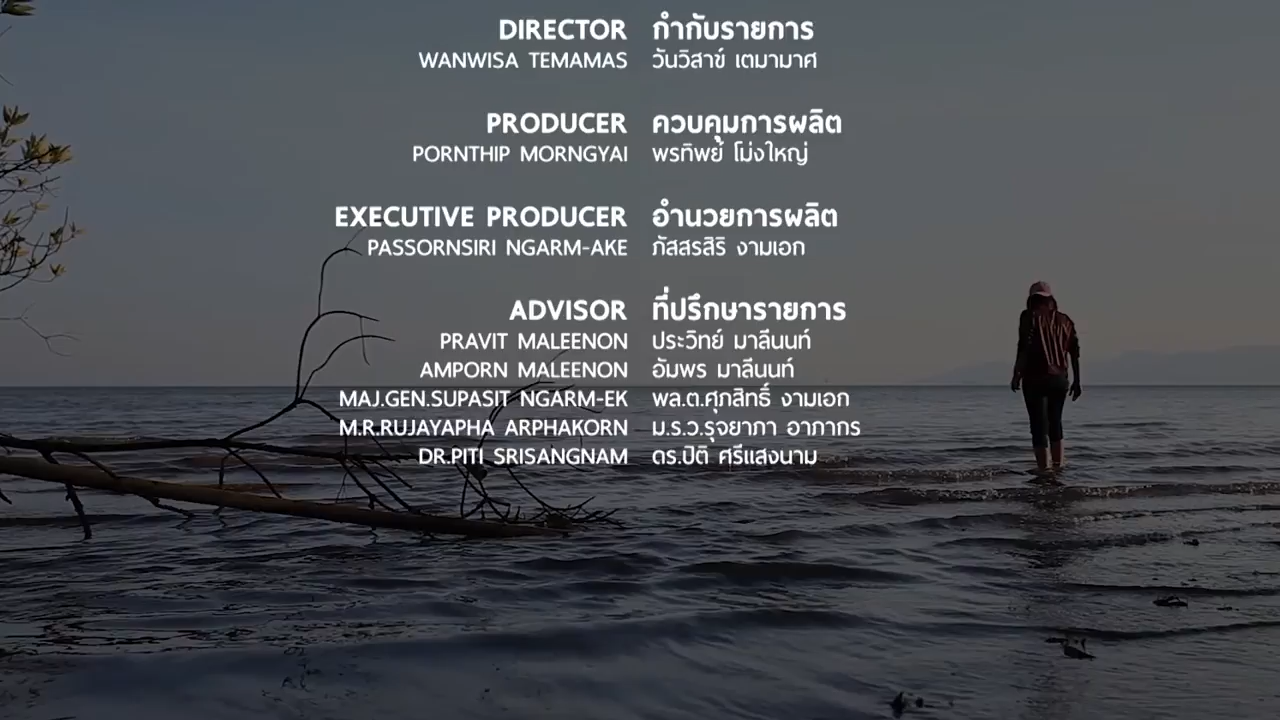 DIRECTOR กำกับรายการ
WANWISA TEMAMAS วันวิสาข์ เตมามาศ
PRODUCER ควบคุมการผลิต
PORNTHIP MORNGYAI พรทิพย์ โม่งใหญ่
EXECUTIVE PRODUCER อำนวยการผลิต
PASSORNSIRI NGARM-AKE ภัสสรสิริ งามเอก
ADVISOR ที่ปรึกษารายการ
PRAVIT MALEENON ประวิทย์ มาลีนนท์
AMPORN MALEENON อัมพร มาลีนนท์
MAJ.GEN.SUPASIT NGARM-EK พล.ต.ศุภสิทธิ์ งามเอก
M.R.RUJAYAPHA ARPHAKORN ม.ร.ว.รุจยาภา อาภากร
DR.PITI SRISANGNAM ดร.ปิติ ศรีแสงนาม